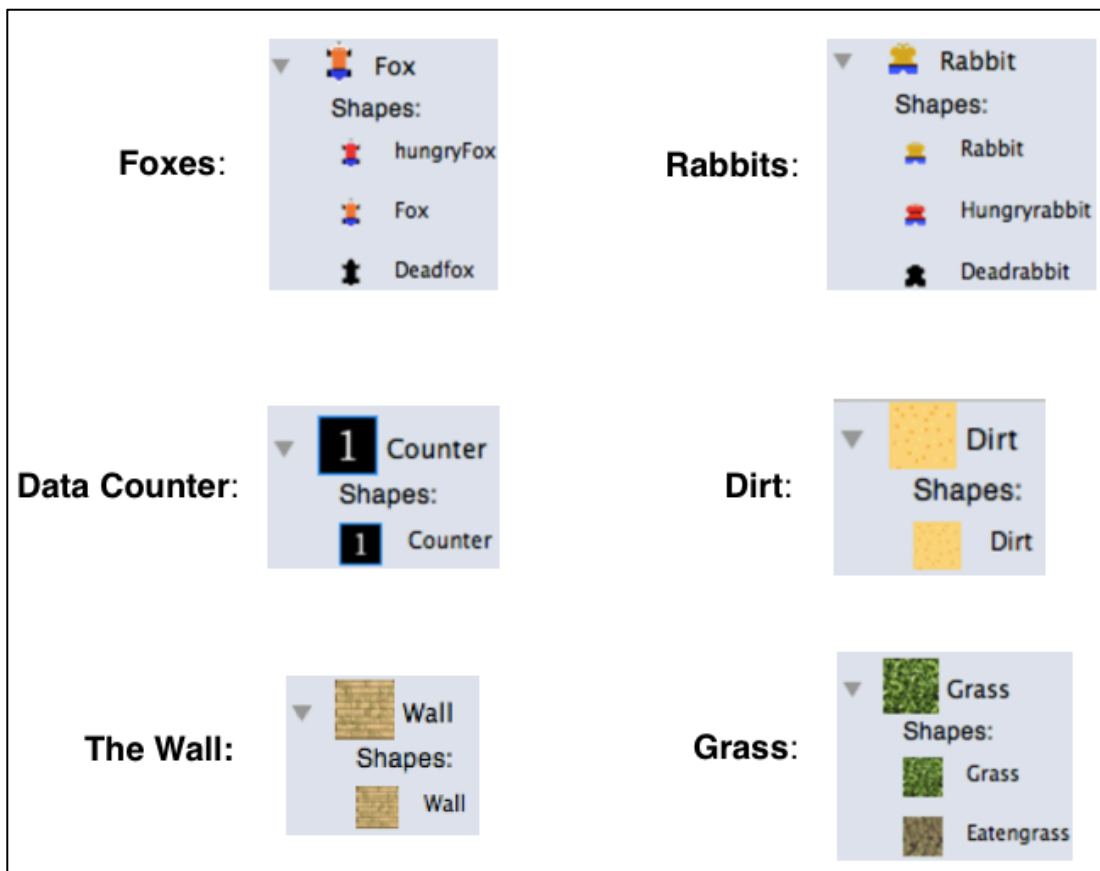 Foxes:
Fox
Shapes:
hungryFox
Fox
Deadfox
Rabbits:
Rabbit
Shapes:
Rabbit
Hungryrabbit
Deadrabbit
Data Counter:
1 Counter
Shapes:
1 Counter
Dirt:
Dirt
Shapes:
Dirt
The Wall:
Wall
Shapes:
Wall
Grass:
Grass
Shapes:
Grass
Eatengrass